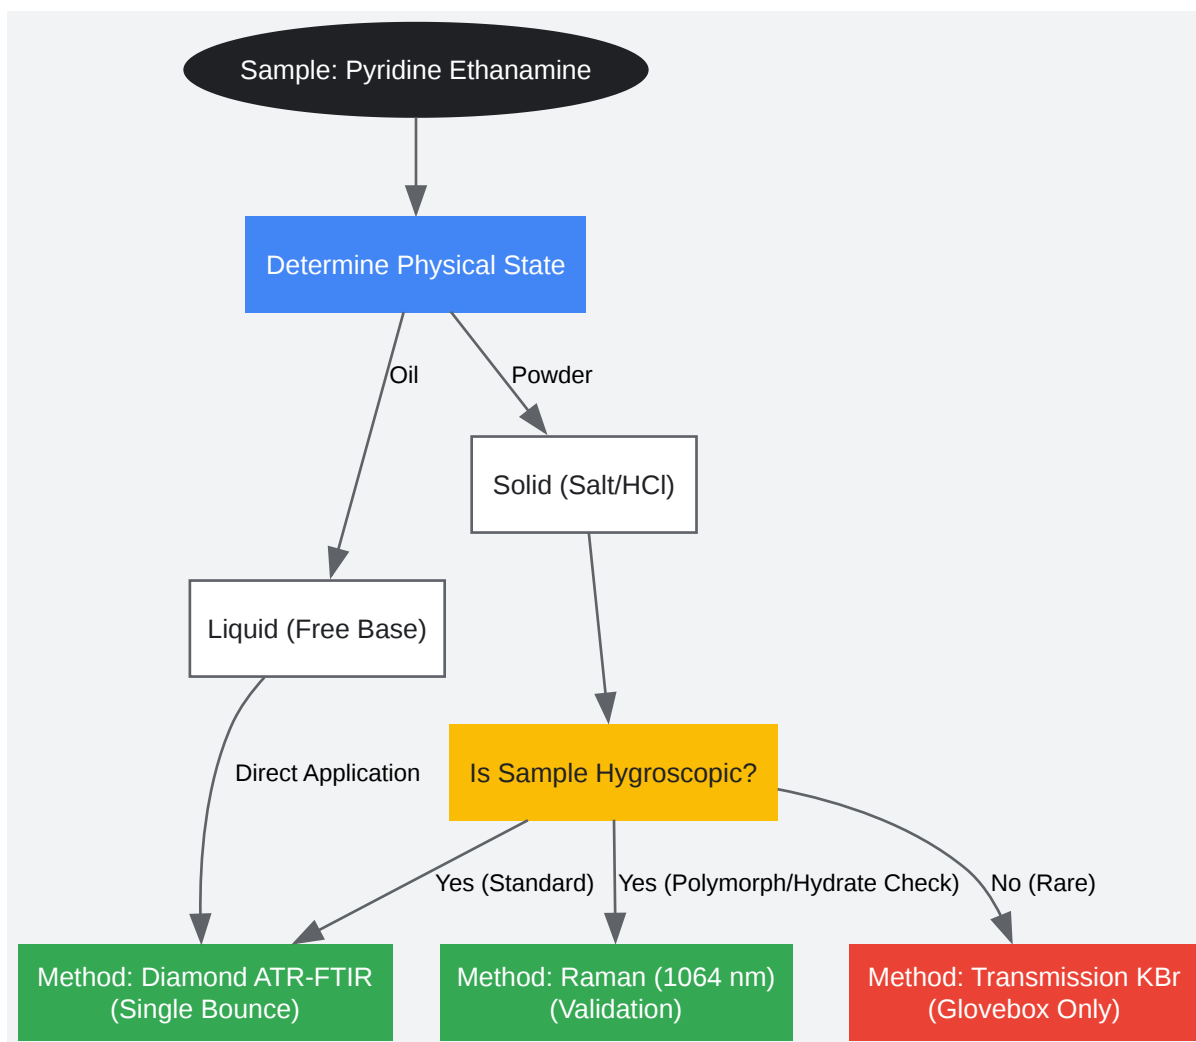 Sample: Pyridine Ethanamine
Determine Physical State
Oil
Powder
Solid (Salt/HCl)
Liquid (Free Base)
Direct Application
Is Sample Hygroscopic?
Yes (Standard)
Yes (Polymorph/Hydrate Check)
No (Rare)
Method: Diamond ATR-FTIR
(Single Bounce)
Method: Raman (1064 nm)
(Validation)
Method: Transmission KBr
(Glovebox Only)